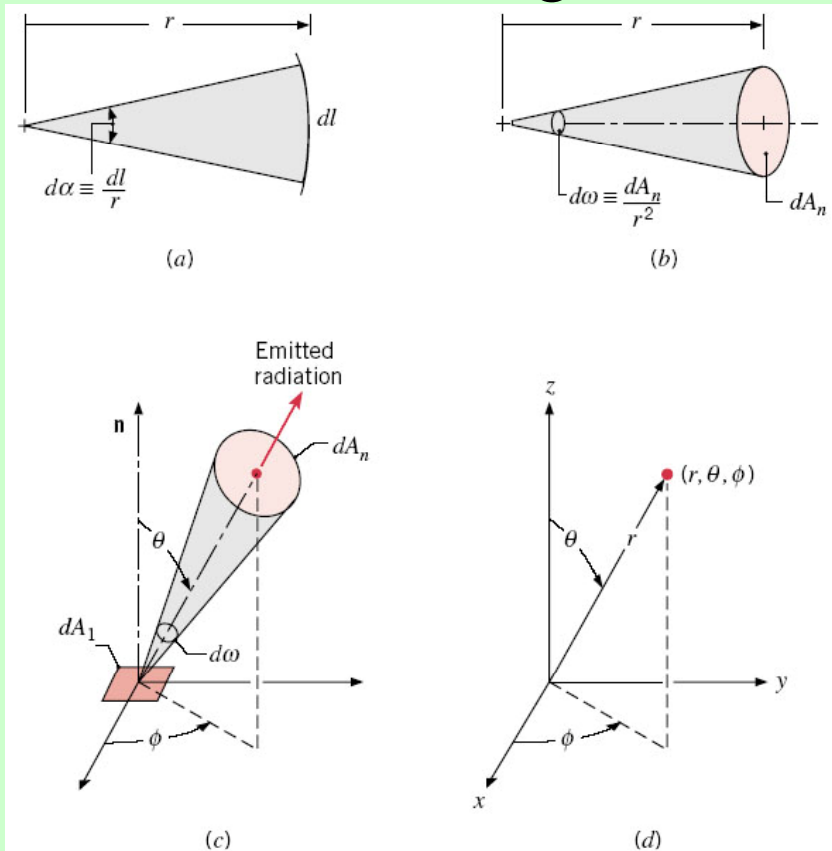 r
dl
dα ≡ dl/r
(a)
r
dω ≡ dA_n/r²
dA_n
(b)
Emitted
radiation
n
dA_n
θ
dA_1
dω
ϕ
(c)
z
(r, θ, ϕ)
θ
r
y
ϕ
x
(d)